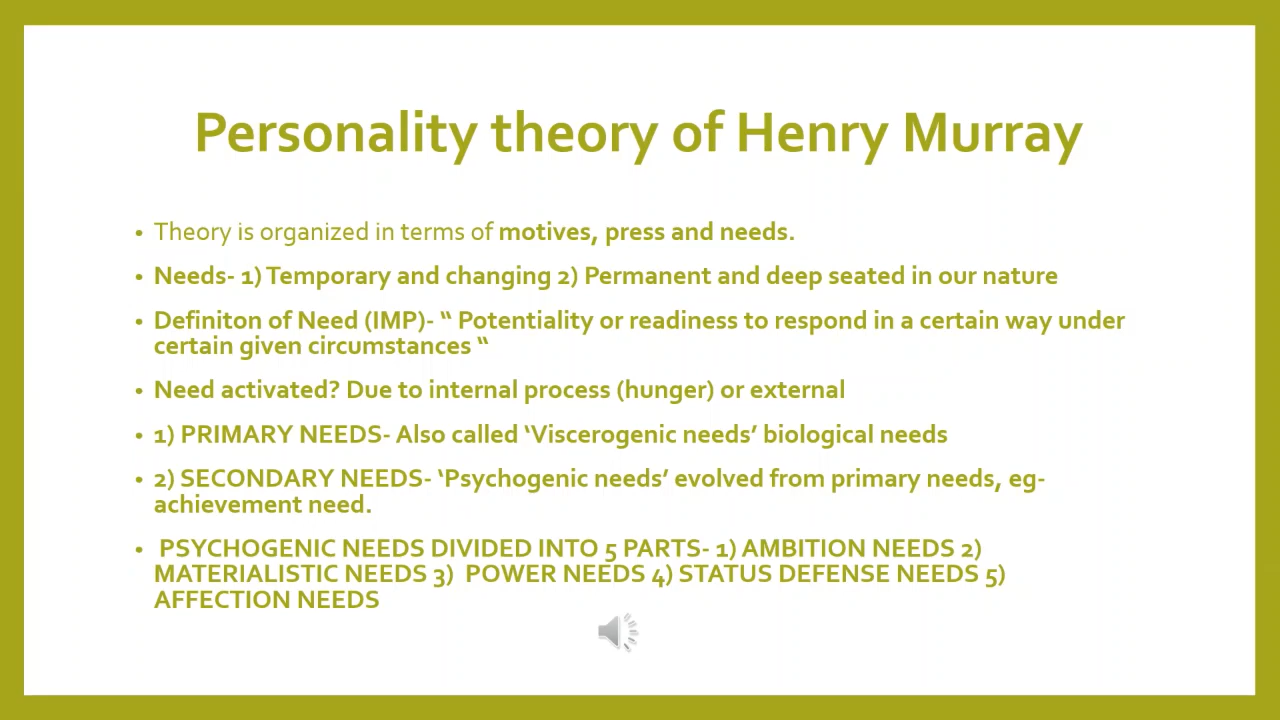 Personality theory of Henry Murray
• Theory is organized in terms of motives, press and needs.
• Needs- 1) Temporary and changing 2) Permanent and deep seated in our nature
• Definiton of Need (IMP)- “ Potentiality or readiness to respond in a certain way under
certain given circumstances “
• Need activated? Due to internal process (hunger) or external
• 1) PRIMARY NEEDS- Also called ‘Viscerogenic needs’ biological needs
• 2) SECONDARY NEEDS- ‘Psychogenic needs’ evolved from primary needs, eg-
achievement need.
• PSYCHOGENIC NEEDS DIVIDED INTO 5 PARTS- 1) AMBITION NEEDS 2)
MATERIALISTIC NEEDS 3) POWER NEEDS 4) STATUS DEFENSE NEEDS 5)
AFFECTION NEEDS